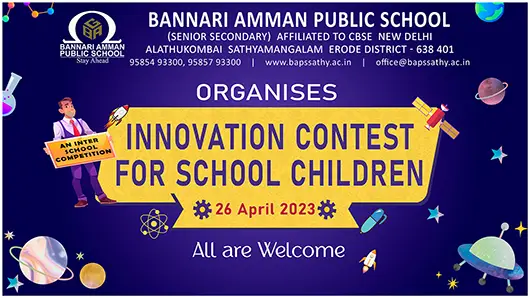 BANNARI AMMAN PUBLIC SCHOOL
(SENIOR SECONDARY) AFFILIATED TO CBSE NEW DELHI
ALATHUKOMBAI SATHYAMANGALAM ERODE DISTRICT - 638 401
95854 93300, 95857 93300 | www.bapssathy.ac.in | office@bapssathy.ac.in
BAPS
BANNARI AMMAN
PUBLIC SCHOOL
Stay Ahead
ORGANISES
AN INTER
SCHOOL
COMPETITION
INNOVATION CONTEST
FOR SCHOOL CHILDREN
26 April 2023
All are Welcome